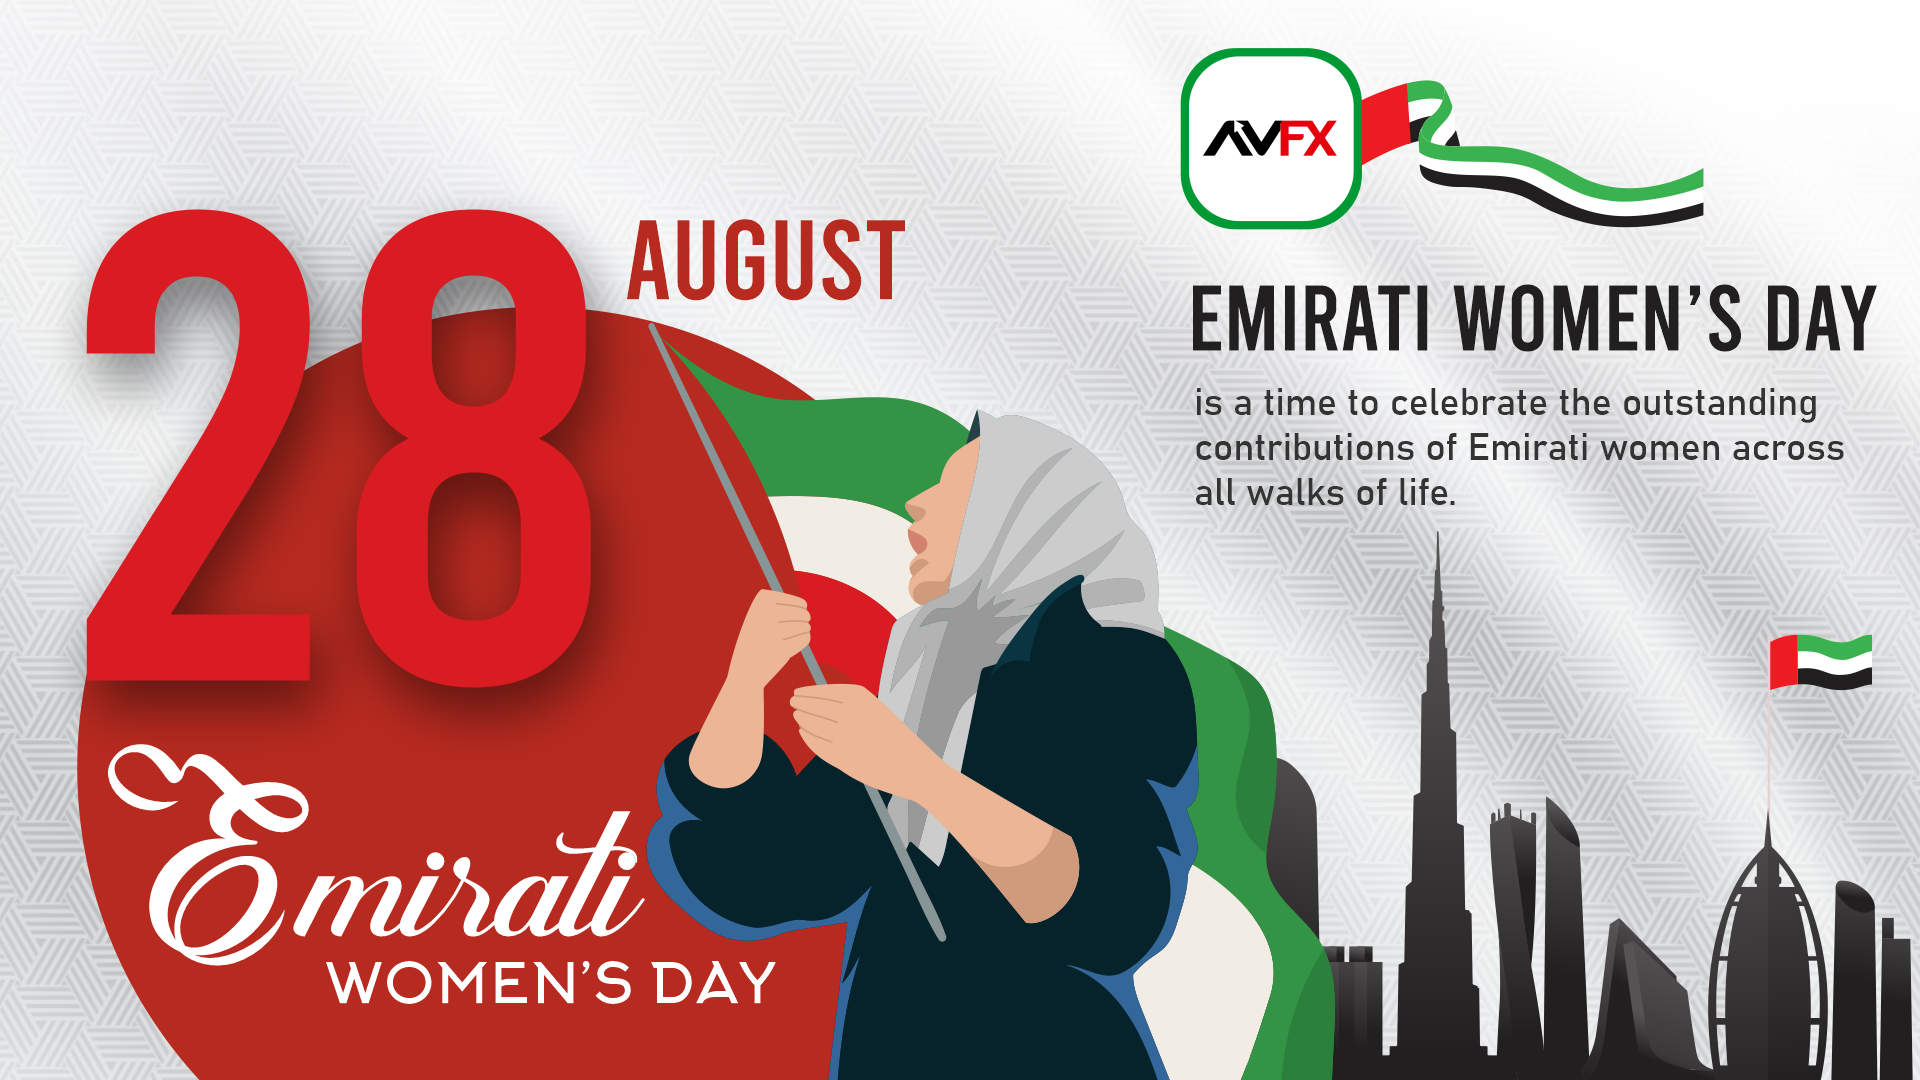 28
AUGUST
Emirati
WOMEN'S DAY
AVFX
EMIRATI WOMEN'S DAY
is a time to celebrate the outstanding
contributions of Emirati women across
all walks of life.